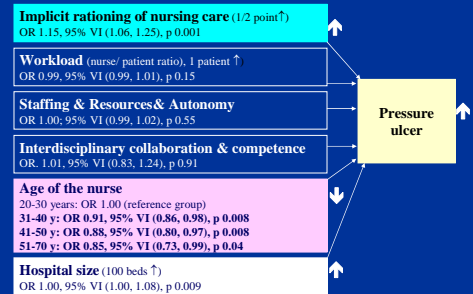 Implicit rationing of nursing care (1/2 point↑)
OR 1.15, 95% VI (1.06, 1.25), p 0.001
Workload (nurse/ patient ratio), 1 patient ↑)
OR 0.99, 95% VI (0.99, 1.01), p 0.15
Staffing & Resources& Autonomy
OR 1.00; 95% VI (0.99, 1.02), p 0.55
Interdisciplinary collaboration & competence
OR. 1.01, 95% VI (0.83, 1.24), p 0.91
Age of the nurse
20-30 years: OR 1.00 (reference group)
31-40 y: OR 0.91, 95% VI (0.86, 0.98), p 0.008
41-50 y: OR 0.88, 95% VI (0.80, 0.97), p 0.008
51-70 y: OR 0.85, 95% VI (0.73, 0.99), p 0.04
Hospital size (100 beds ↑)
OR 1.00, 95% VI (1.00, 1.08), p 0.009
Pressure
ulcer